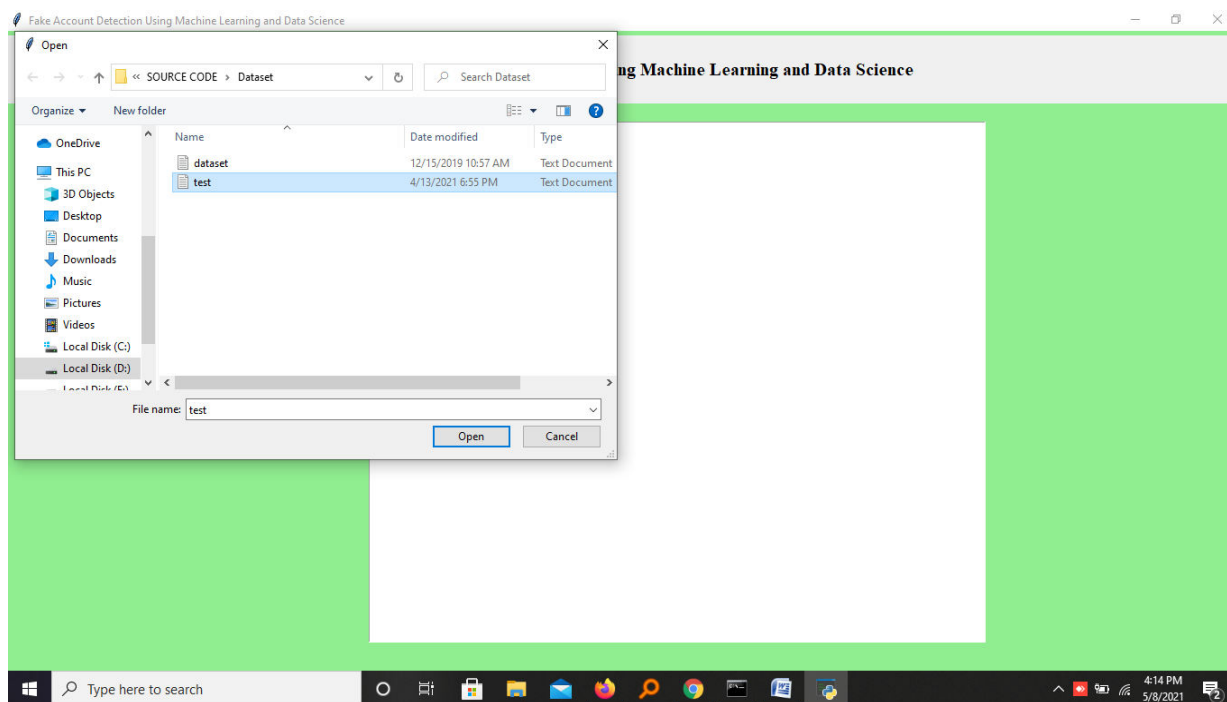 Fake Account Detection Using Machine Learning and Data Science
Open
« SOURCE CODE › Dataset
Search Dataset
ng Machine Learning and Data Science
Organize
New folder
Name
Date modified
Type
OneDrive
This PC
3D Objects
Desktop
Documents
Downloads
Music
Pictures
Videos
Local Disk (C:)
Local Disk (D:)
dataset 12/15/2019 10:57 AM Text Document
test 4/13/2021 6:55 PM Text Document
File name: test
Open
Cancel
Type here to search
4:14 PM
5/8/2021
2